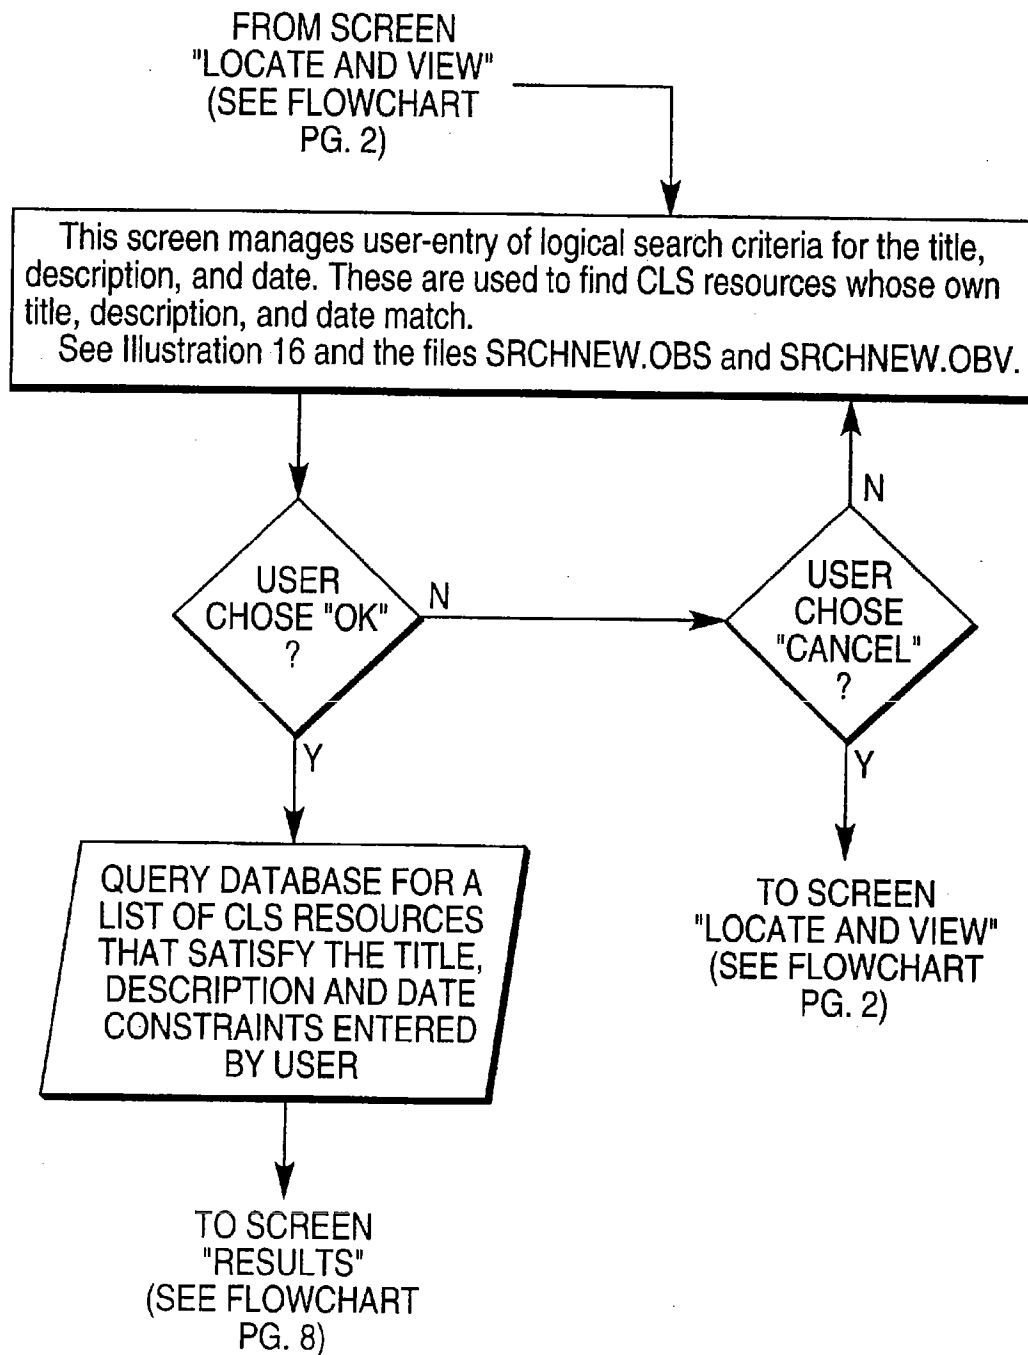 FROM SCREEN
"LOCATE AND VIEW"
(SEE FLOWCHART
PG. 2)
This screen manages user-entry of logical search criteria for the title,
description, and date. These are used to find CLS resources whose own
title, description, and date match.
See Illustration 16 and the files SRCHNEW.OBS and SRCHNEW.OBV.
USER
CHOSE "OK"
?
N
Y
N
USER
CHOSE
"CANCEL"
?
Y
QUERY DATABASE FOR A
LIST OF CLS RESOURCES
THAT SATISFY THE TITLE,
DESCRIPTION AND DATE
CONSTRAINTS ENTERED
BY USER
TO SCREEN
"LOCATE AND VIEW"
(SEE FLOWCHART
PG. 2)
TO SCREEN
"RESULTS"
(SEE FLOWCHART
PG. 8)